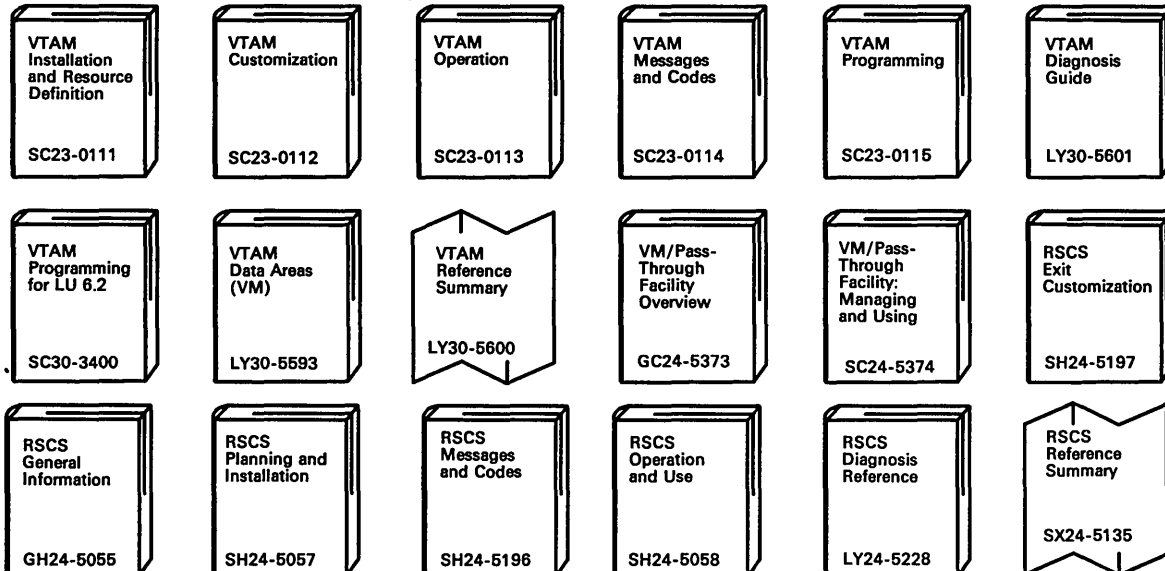 VTAM
Installation
and Resource
Definition
SC23-0111
VTAM
Customization
SC23-0112
VTAM
Operation
SC23-0113
VTAM
Messages
and Codes
SC23-0114
VTAM
Programming
SC23-0115
VTAM
Diagnosis
Guide
LY30-5601
VTAM
Programming
for LU 6.2
SC30-3400
VTAM
Data Areas
(VM)
LY30-5593
VTAM
Reference
Summary
LY30-5600
VM/Pass-
Through
Facility
Overview
GC24-5373
VM/Pass-
Through
Facility:
Managing
and Using
SC24-5374
RSCS
Exit
Customization
SH24-5197
RSCS
General
Information
GH24-5055
RSCS
Planning and
Installation
SH24-5057
RSCS
Messages
and Codes
SH24-5196
RSCS
Operation
and Use
SH24-5058
RSCS
Diagnosis
Reference
LY24-5228
RSCS
Reference
Summary
SX24-5135